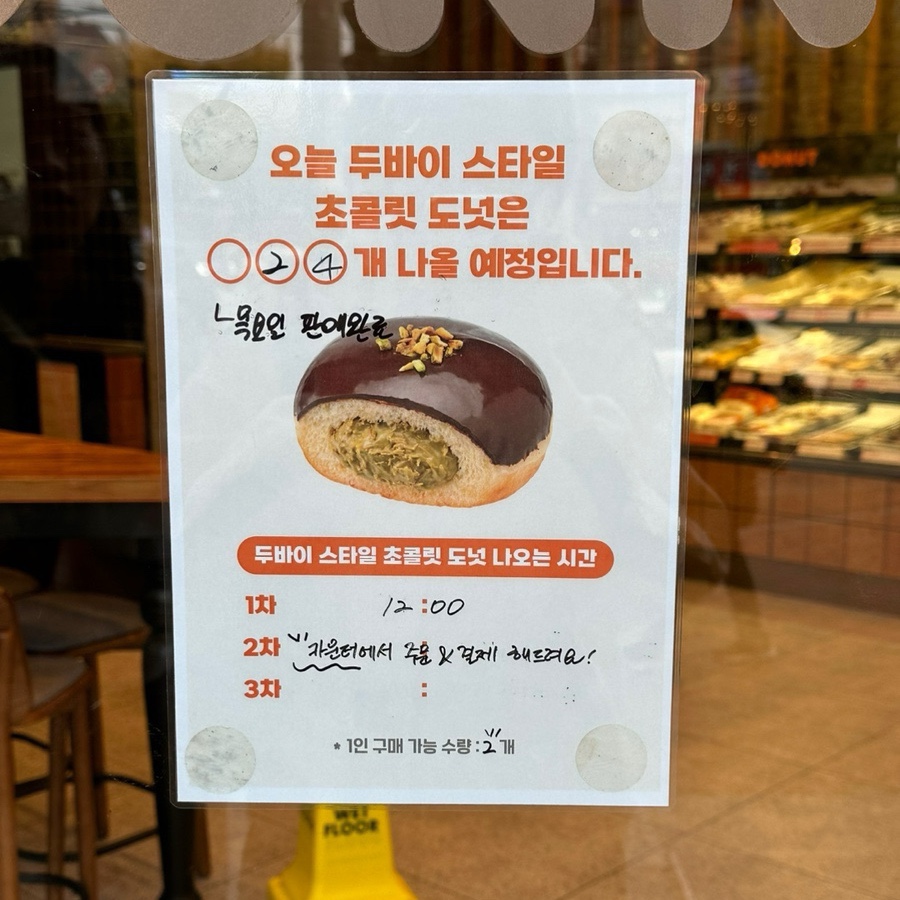 오늘 두바이 스타일
초콜릿 도넛은
24개 나올 예정입니다.
ㄴ목요일 판매완료
두바이 스타일 초콜릿 도넛 나오는 시간
1차 12:00
2차 카운터에서 주문 & 결제 해드려요!
3차 :
* 1인 구매 가능 수량 : 2개
DONUT
WET
FLOOR